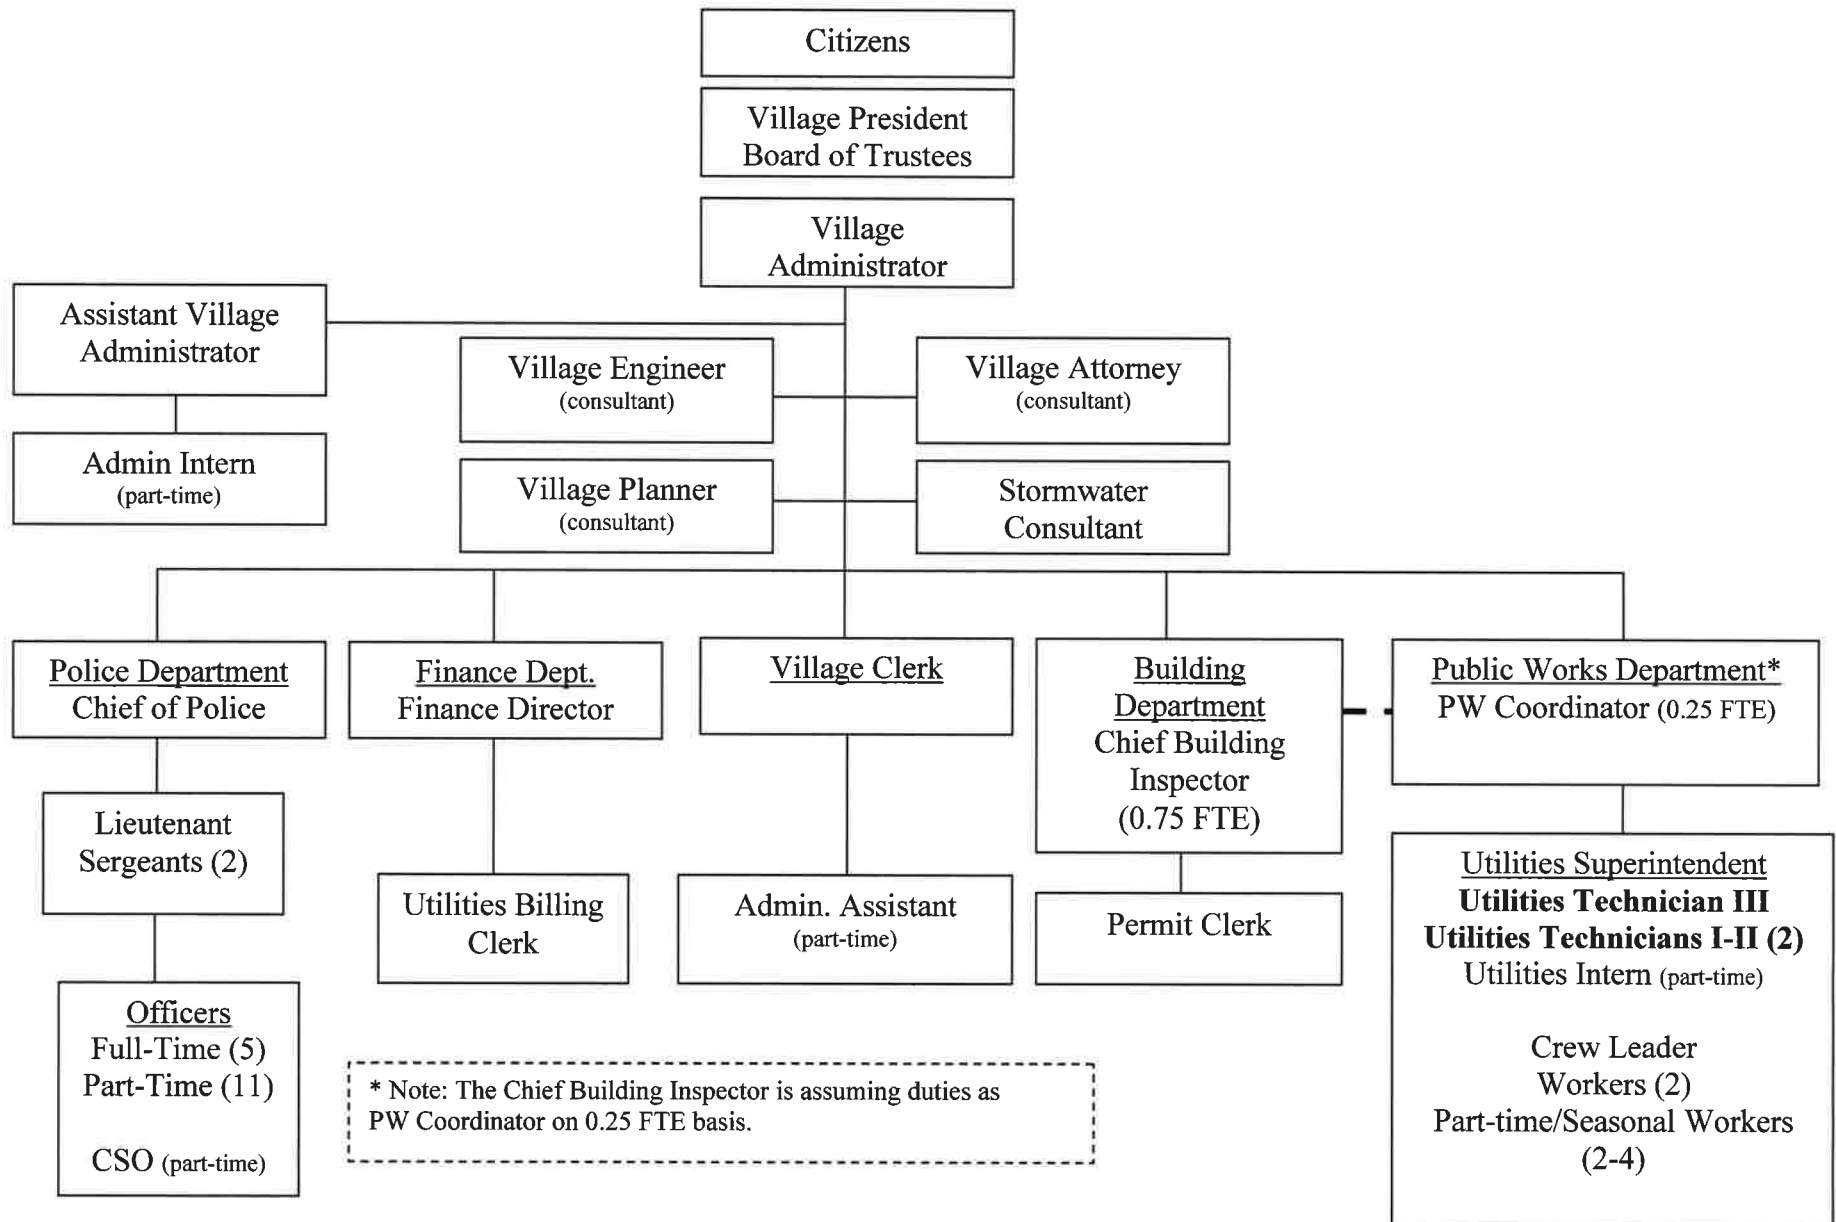 Citizens
Village President
Board of Trustees
Village
Administrator
Assistant Village
Administrator
Admin Intern
(part-time)
Village Engineer
(consultant)
Village Attorney
(consultant)
Village Planner
(consultant)
Stormwater
Consultant
Police Department
Chief of Police
Lieutenant
Sergeants (2)
Officers
Full-Time (5)
Part-Time (11)
CSO (part-time)
Finance Dept.
Finance Director
Utilities Billing
Clerk
Village Clerk
Admin. Assistant
(part-time)
Building
Department
Chief Building
Inspector
(0.75 FTE)
Permit Clerk
Public Works Department*
PW Coordinator (0.25 FTE)
Utilities Superintendent
Utilities Technician III
Utilities Technicians I-II (2)
Utilities Intern (part-time)
Crew Leader
Workers (2)
Part-time/Seasonal Workers
(2-4)
* Note: The Chief Building Inspector is assuming duties as
PW Coordinator on 0.25 FTE basis.